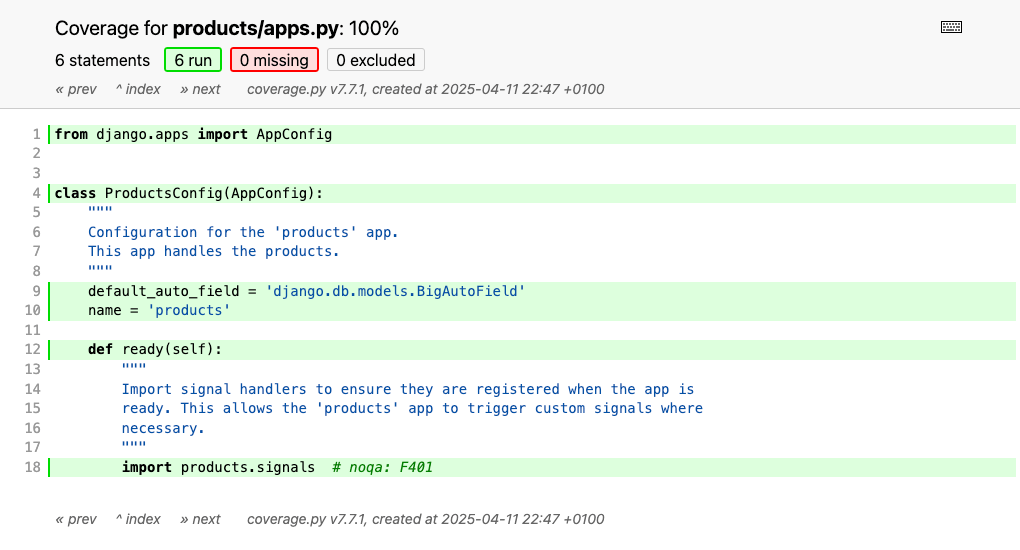 Coverage for products/apps.py: 100%
6 statements 6 run 0 missing 0 excluded
« prev ^ index » next coverage.py v7.7.1, created at 2025-04-11 22:47 +0100
1 from django.apps import AppConfig
2
3
4 class ProductsConfig(AppConfig):
5     """
6     Configuration for the 'products' app.
7     This app handles the products.
8     """
9     default_auto_field = 'django.db.models.BigAutoField'
10     name = 'products'
11
12     def ready(self):
13         """
14         Import signal handlers to ensure they are registered when the app is
15         ready. This allows the 'products' app to trigger custom signals where
16         necessary.
17         """
18         import products.signals  # noqa: F401
« prev ^ index » next coverage.py v7.7.1, created at 2025-04-11 22:47 +0100